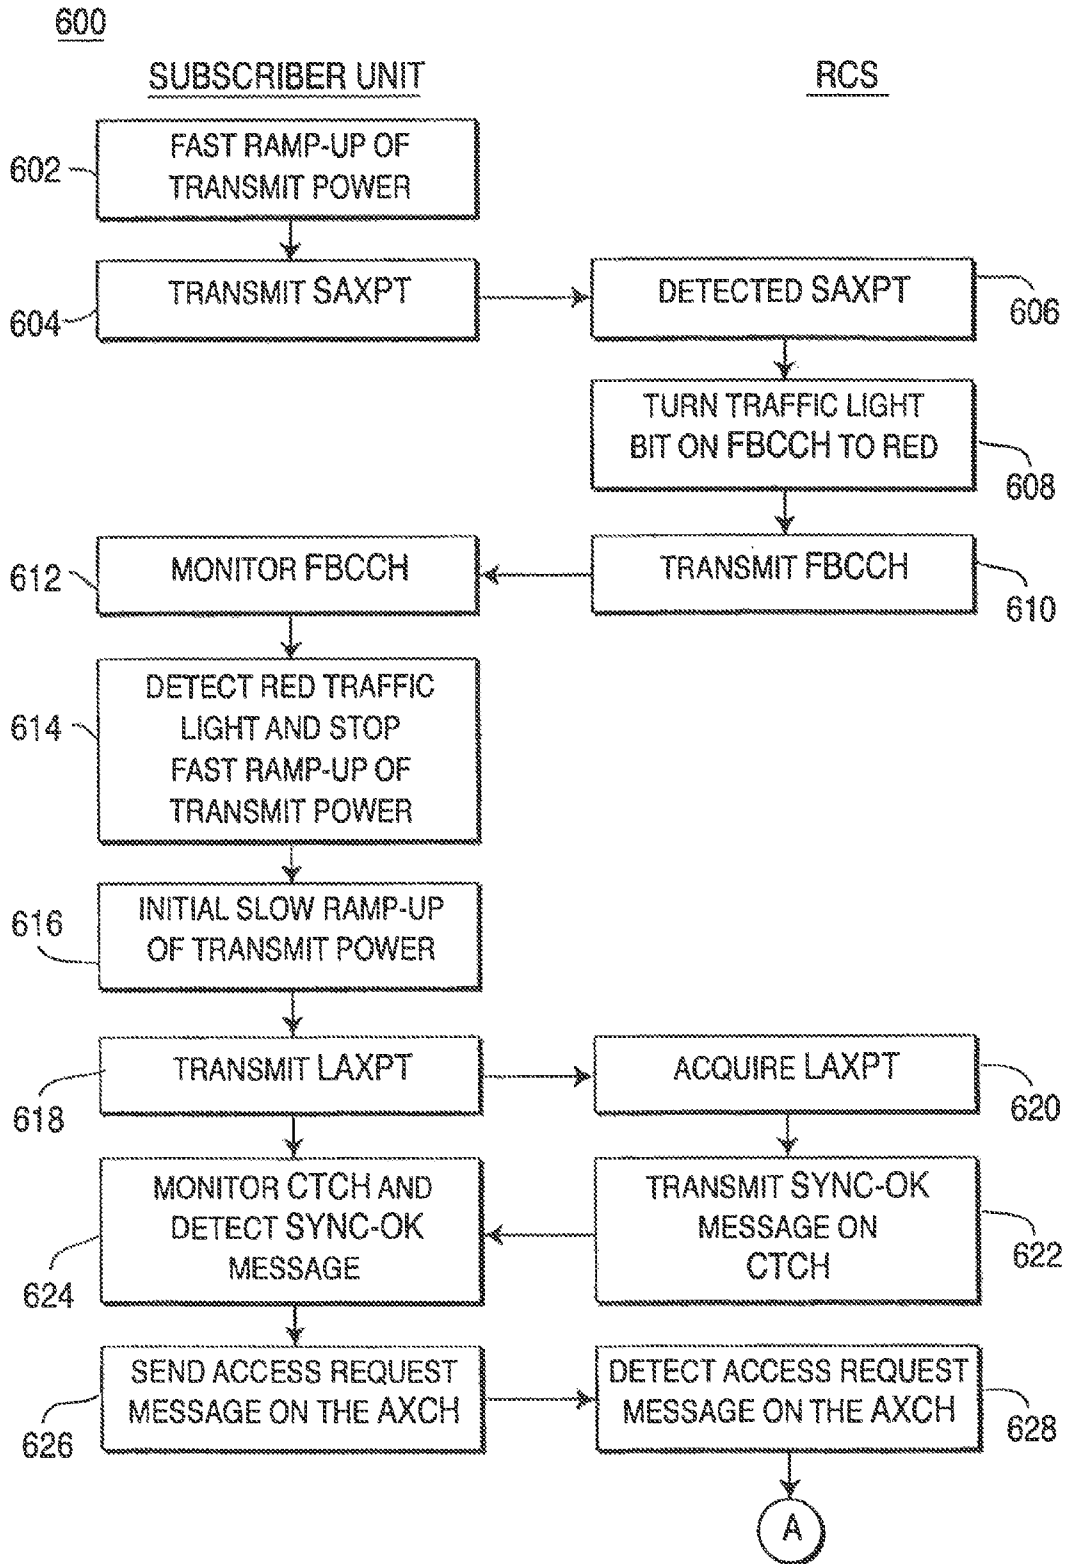 600
SUBSCRIBER UNIT
RCS
602
FAST RAMP-UP OF
TRANSMIT POWER
604
TRANSMIT SAXPT
DETECTED SAXPT
606
TURN TRAFFIC LIGHT
BIT ON FBCCH TO RED
608
612
MONITOR FBCCH
TRANSMIT FBCCH
610
614
DETECT RED TRAFFIC
LIGHT AND STOP
FAST RAMP-UP OF
TRANSMIT POWER
616
INITIAL SLOW RAMP-UP
OF TRANSMIT POWER
618
TRANSMIT LAXPT
ACQUIRE LAXPT
620
624
MONITOR CTCH AND
DETECT SYNC-OK
MESSAGE
TRANSMIT SYNC-OK
MESSAGE ON
CTCH
622
626
SEND ACCESS REQUEST
MESSAGE ON THE AXCH
DETECT ACCESS REQUEST
MESSAGE ON THE AXCH
628
A